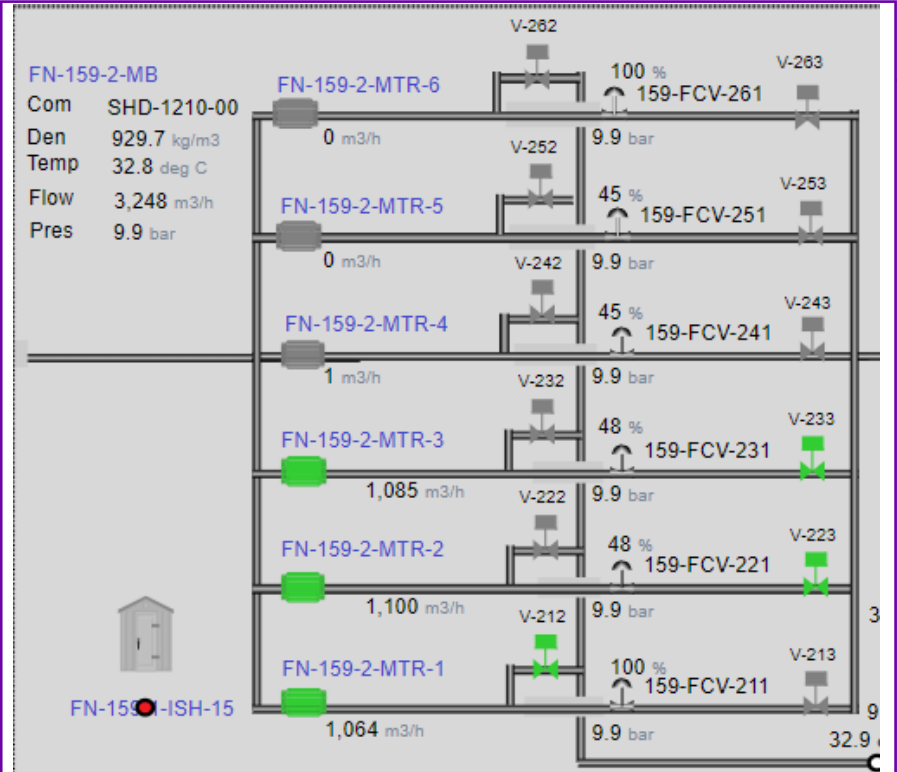 V-262
FN-159-2-MB
Com SHD-1210-00
Den 929.7 kg/m3
Temp 32.8 deg C
Flow 3,248 m3/h
Pres 9.9 bar
FN-159-2-MTR-6
0 m3/h
100 %
159-FCV-261
9.9 bar
V-263
V-252
FN-159-2-MTR-5
0 m3/h
45 %
159-FCV-251
9.9 bar
V-253
V-242
FN-159-2-MTR-4
1 m3/h
45 %
159-FCV-241
9.9 bar
V-243
V-232
FN-159-2-MTR-3
1,085 m3/h
48 %
159-FCV-231
9.9 bar
V-233
V-222
FN-159-2-MTR-2
1,100 m3/h
48 %
159-FCV-221
9.9 bar
V-223
3
V-212
FN-159-2-MTR-1
1,064 m3/h
100 %
159-FCV-211
9.9 bar
V-213
9
32.9